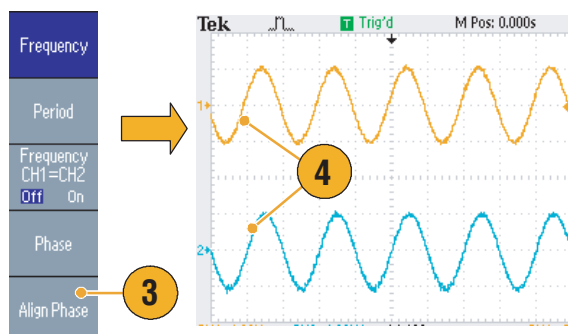 Frequency
Period
Frequency
CH1=CH2
Off On
Phase
Align Phase
3
Tek T Trig'd M Pos: 0.000s
1
4
2